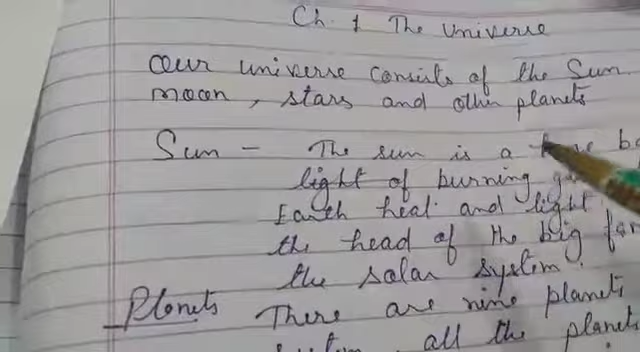 Ch. 1 The Universe
Our universe consists of the Sun
moon, stars and other planets
Sun - The sun is a
light of burning
Earth heat and light
the head of the big
the solar system.
Planets There are nine planets
system all the planets